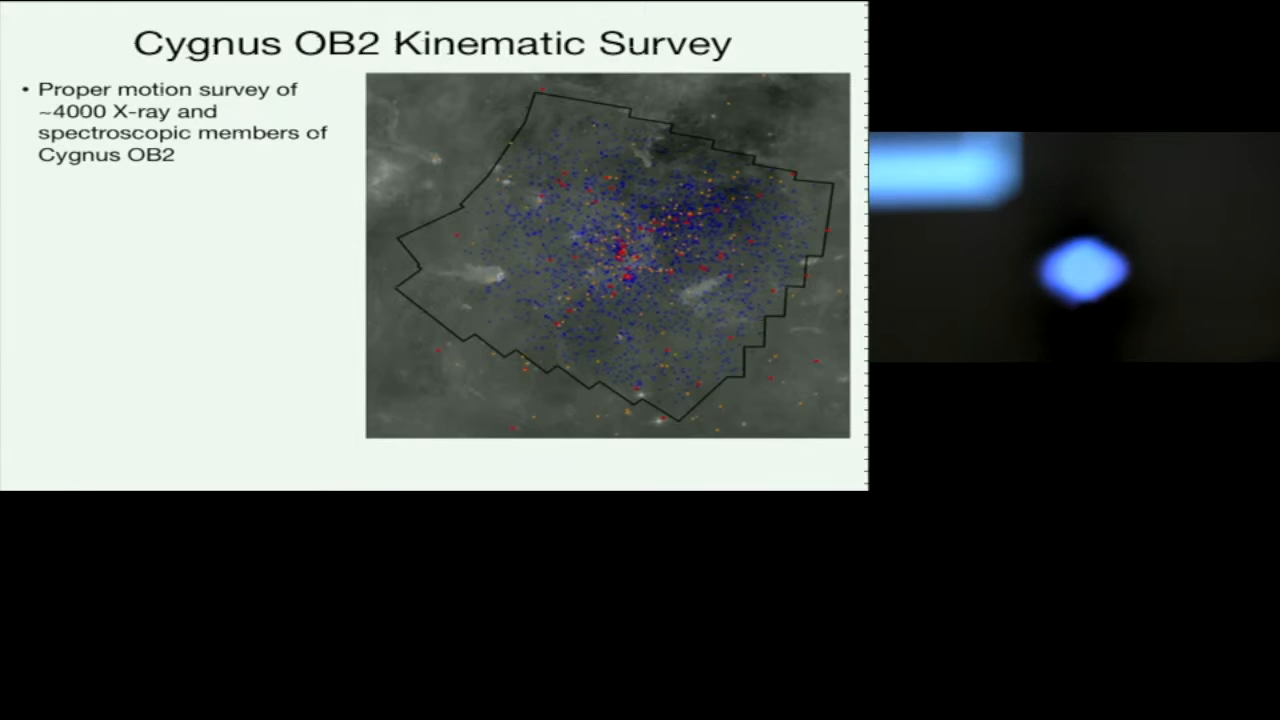 Cygnus OB2 Kinematic Survey
• Proper motion survey of
~4000 X-ray and
spectroscopic members of
Cygnus OB2